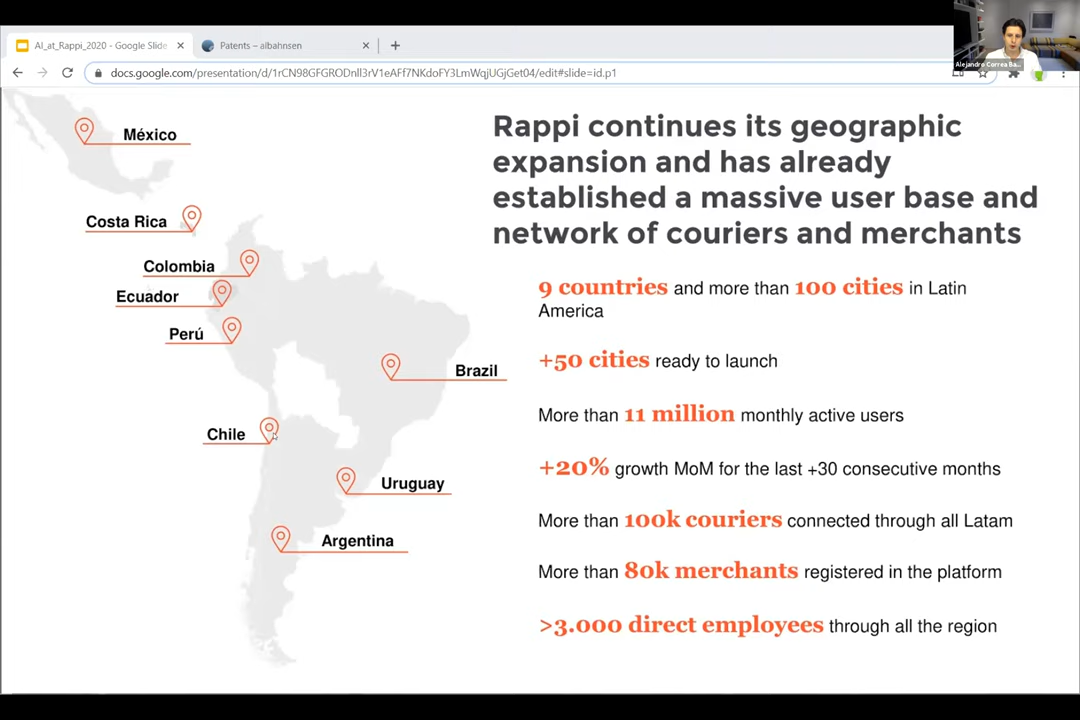 AI_at_Rappi_2020 - Google Slide
Patents – albahnsen
docs.google.com/presentation/d/1rCN98GFGRODnII3rV1eAFf7NKdoFY3LmWqjUGjGet04/edit#slide=id.p1
Alejandro Correa Ba...
Rappi continues its geographic
expansion and has already
established a massive user base and
network of couriers and merchants
México
Costa Rica
Colombia
Ecuador
Perú
Brazil
Chile
Uruguay
Argentina
9 countries and more than 100 cities in Latin
America
+50 cities ready to launch
More than 11 million monthly active users
+20% growth MoM for the last +30 consecutive months
More than 100k couriers connected through all Latam
More than 80k merchants registered in the platform
>3.000 direct employees through all the region